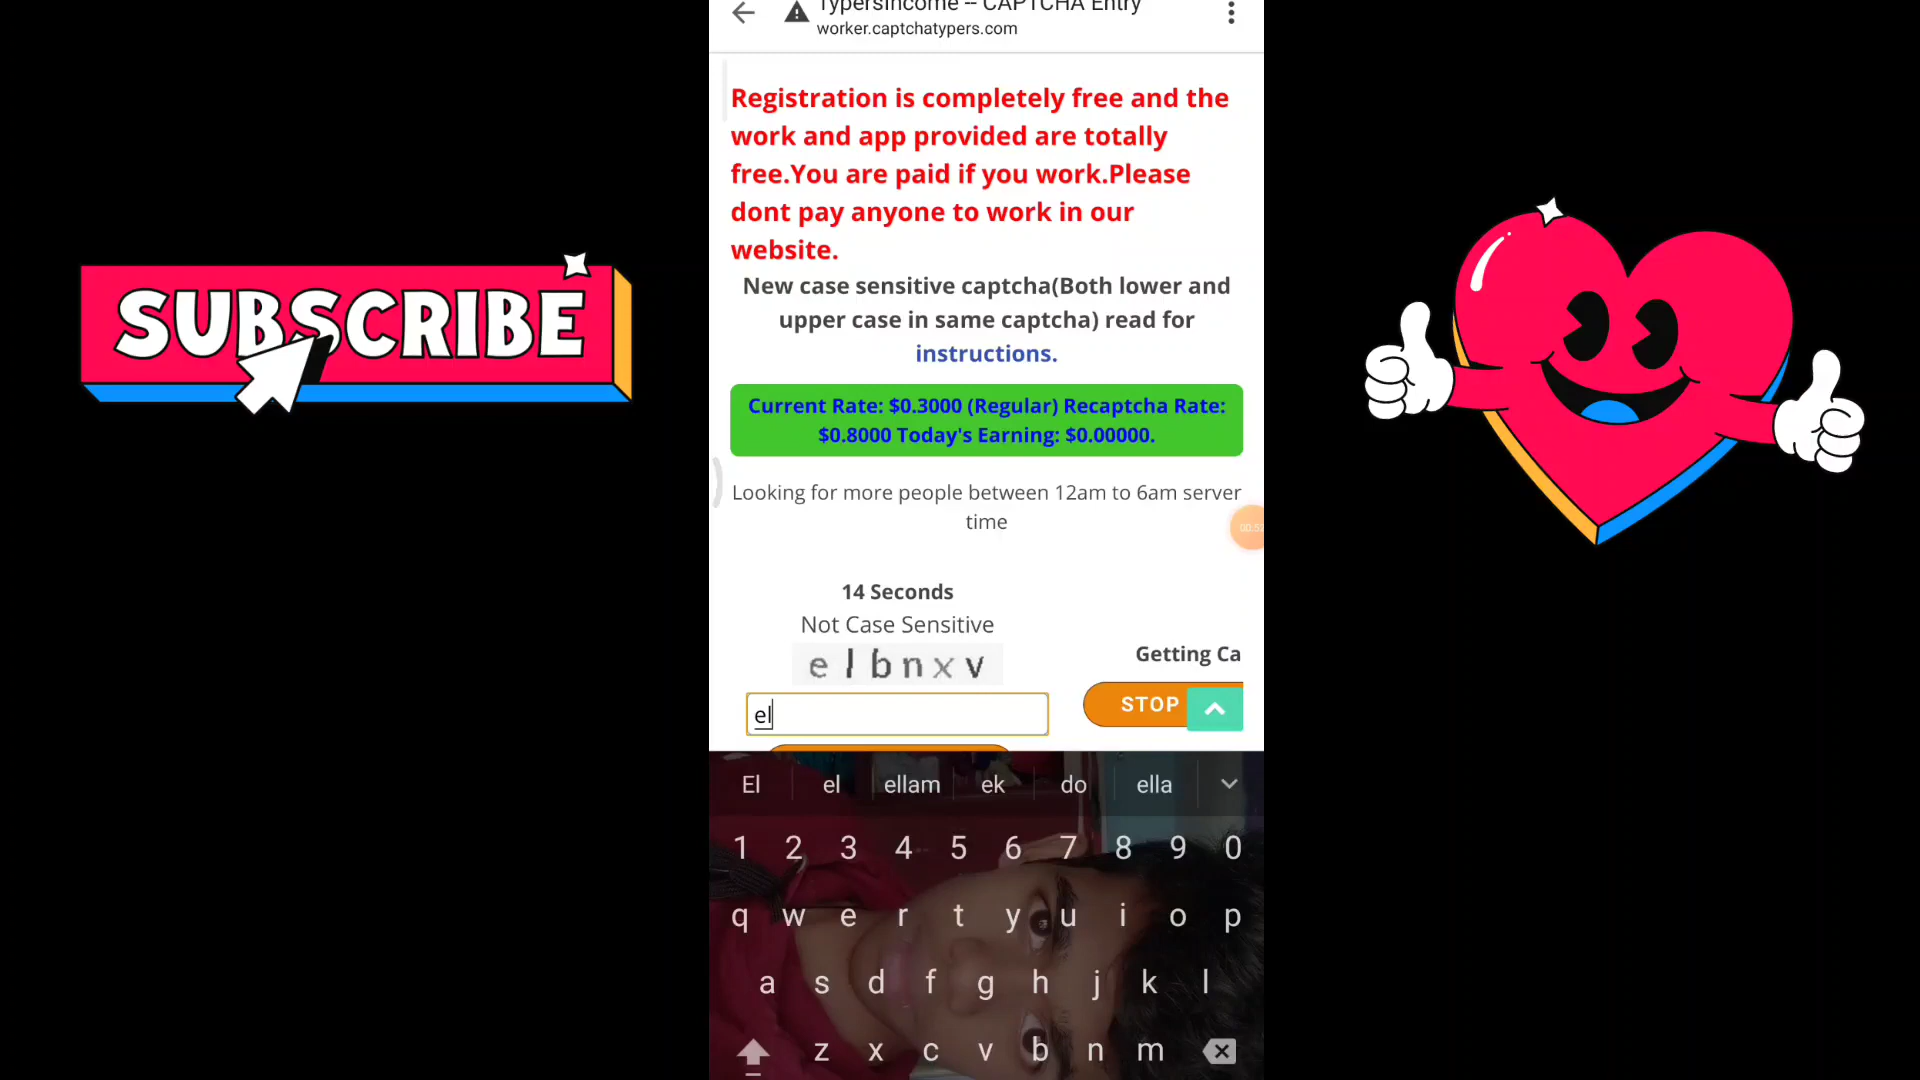 SUBSCRIBE
TypersIncome -- CAPTCHA Entry
worker.captchatypers.com
Registration is completely free and the
work and app provided are totally
free.You are paid if you work.Please
dont pay anyone to work in our
website.
New case sensitive captcha(Both lower and
upper case in same captcha) read for
instructions.
Current Rate: $0.3000 (Regular) Recaptcha Rate:
$0.8000 Today's Earning: $0.00000.
Looking for more people between 12am to 6am server
time
14 Seconds
Not Case Sensitive
e l b n x v
Getting Ca
el
STOP
El el ellam ek do ella
1 2 3 4 5 6 7 8 9 0
q w e r t y u i o p
a s d f g h j k l
z x c v b n m